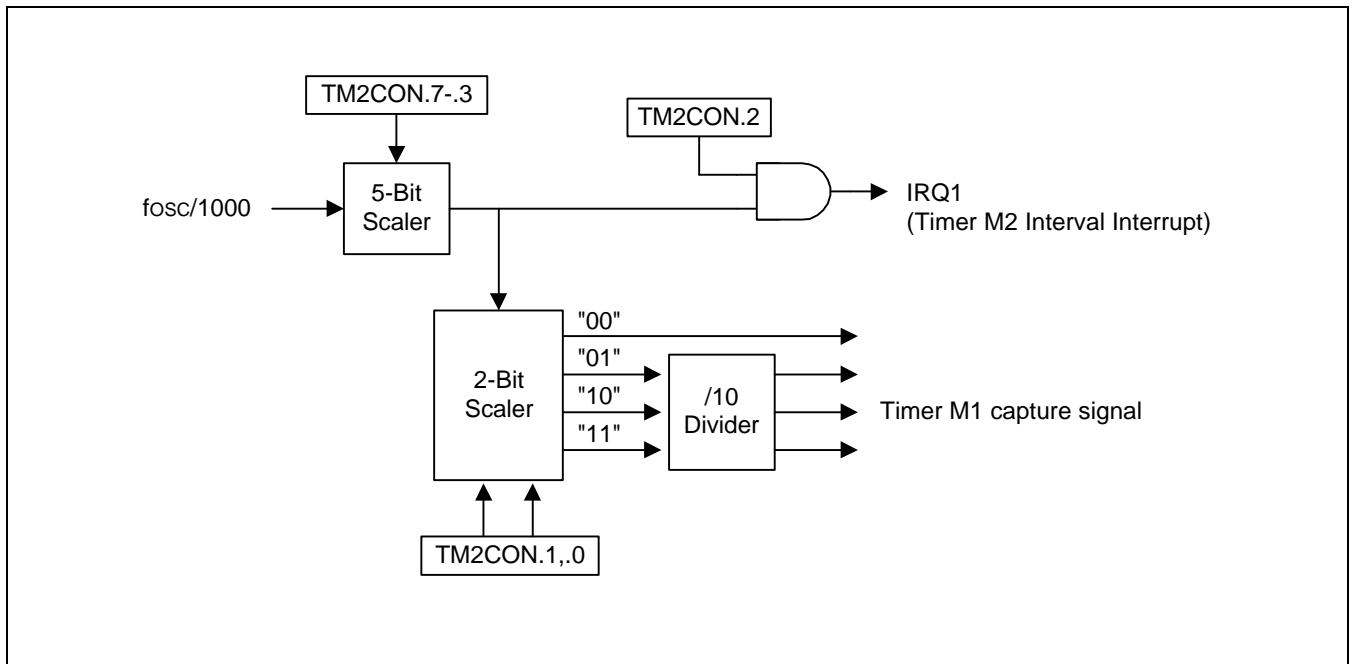 TM2CON.7-.3
TM2CON.2
5-Bit
Scaler
fOSC/1000
IRQ1
(Timer M2 Interval Interrupt)
"00"
"01"
"10"
"11"
2-Bit
Scaler
/10
Divider
Timer M1 capture signal
TM2CON.1,.0